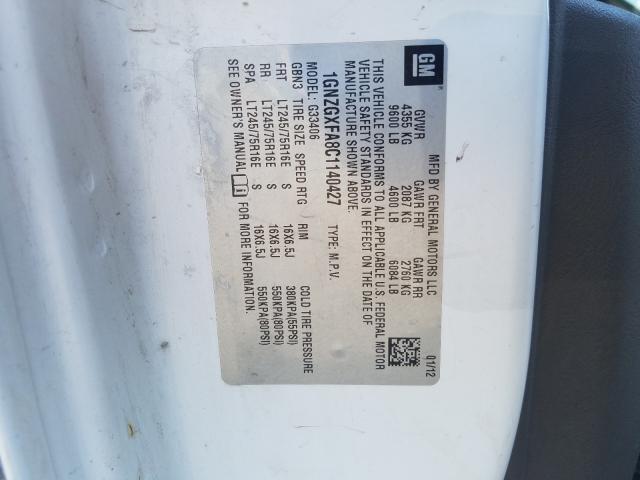 GM
MFD BY GENERAL MOTORS LLC 01/12
GVWR GAWR FRT GAWR RR
4355 KG 2087 KG 2760 KG
9600 LB 4600 LB 6084 LB
THIS VEHICLE CONFORMS TO ALL APPLICABLE U.S. FEDERAL MOTOR
VEHICLE SAFETY STANDARDS IN EFFECT ON THE DATE OF
MANUFACTURE SHOWN ABOVE.
1GNZGXFA8C1140427 TYPE: M.P.V.
MODEL: G33406
GBN3 TIRE SIZE SPEED RTG RIM COLD TIRE PRESSURE
FRT LT245/75R16E S 16X6.5J 380KPA(55PSI)
RR LT245/75R16E S 16X6.5J 550KPA(80PSI)
SPA LT245/75R16E S 16X6.5J 550KPA(80PSI)
SEE OWNER'S MANUAL FOR MORE INFORMATION.